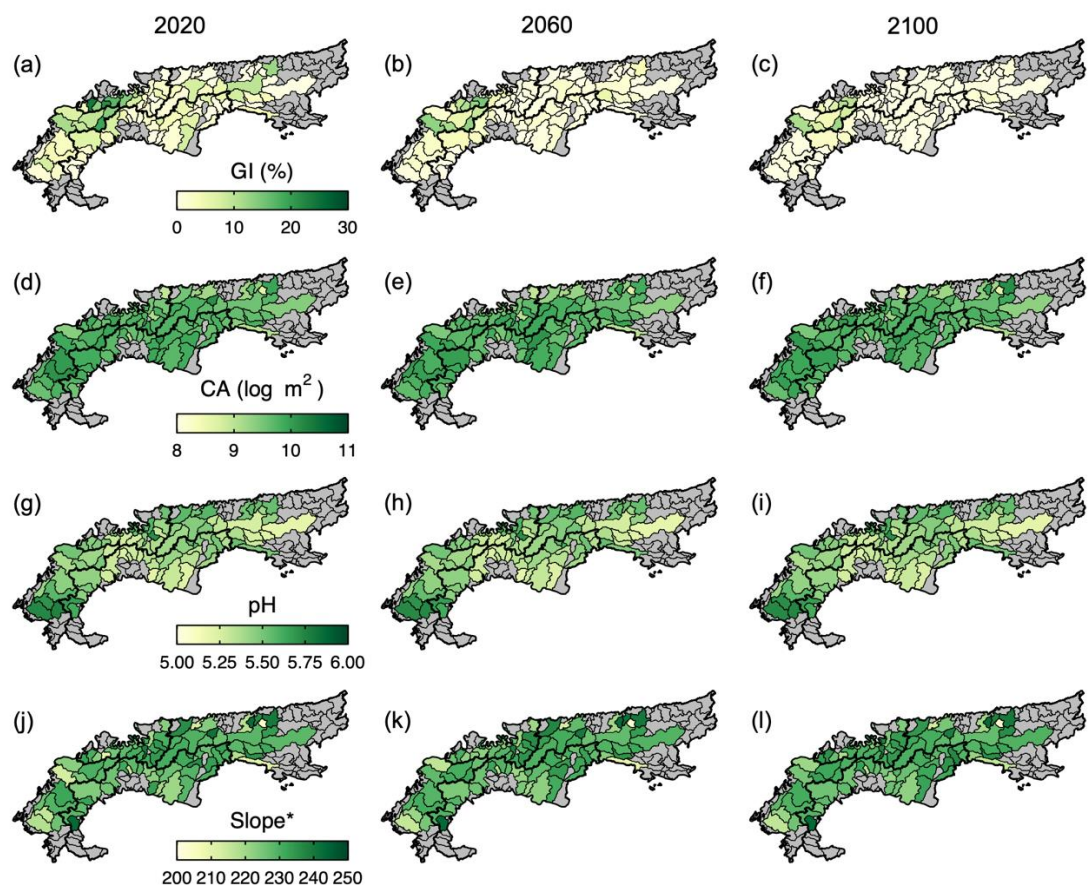 2020 2060 2100
(a) (b) (c)
GI (%)
0 10 20 30
(d) (e) (f)
CA (log m²)
8 9 10 11
(g) (h) (i)
pH
5.00 5.25 5.50 5.75 6.00
(j) (k) (l)
Slope*
200 210 220 230 240 250